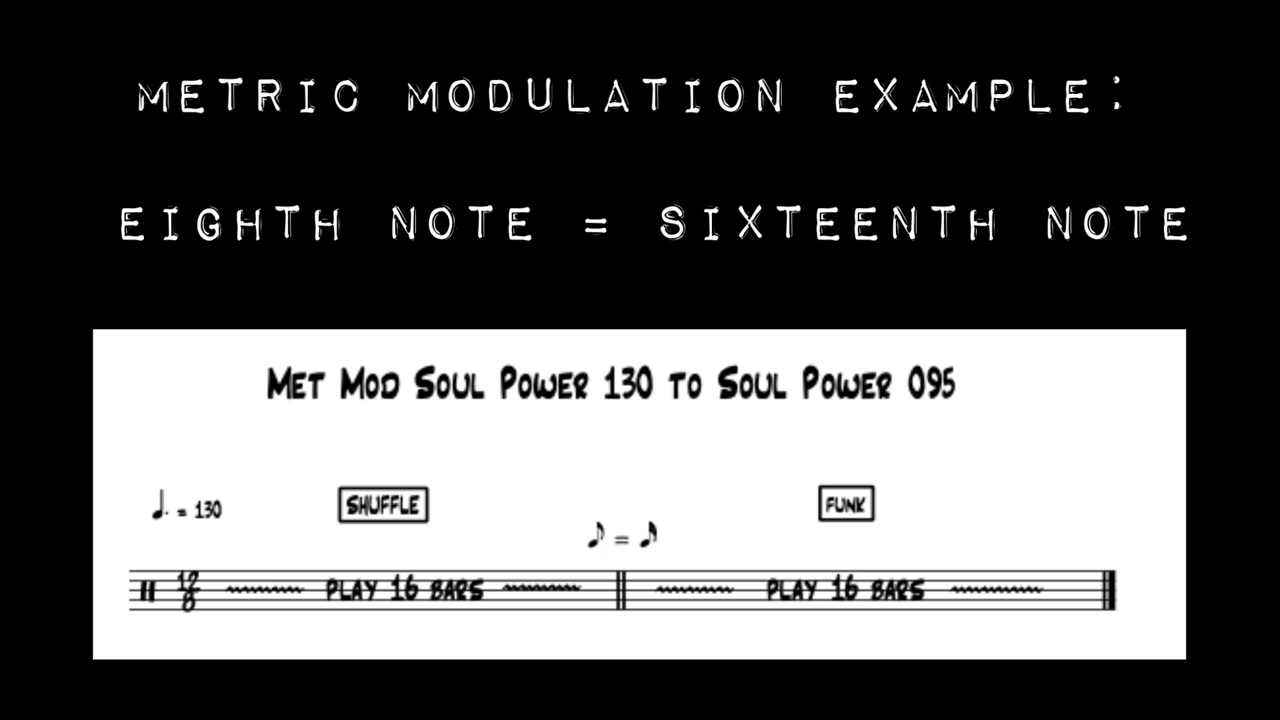 METRIC MODULATION EXAMPLE:
EIGHTH NOTE = SIXTEENTH NOTE
MET MOD SOUL POWER 130 TO SOUL POWER 095
♩. = 130
SHUFFLE
FUNK
♪ = 𝅘𝅥𝅯
12
8
PLAY 16 BARS
PLAY 16 BARS